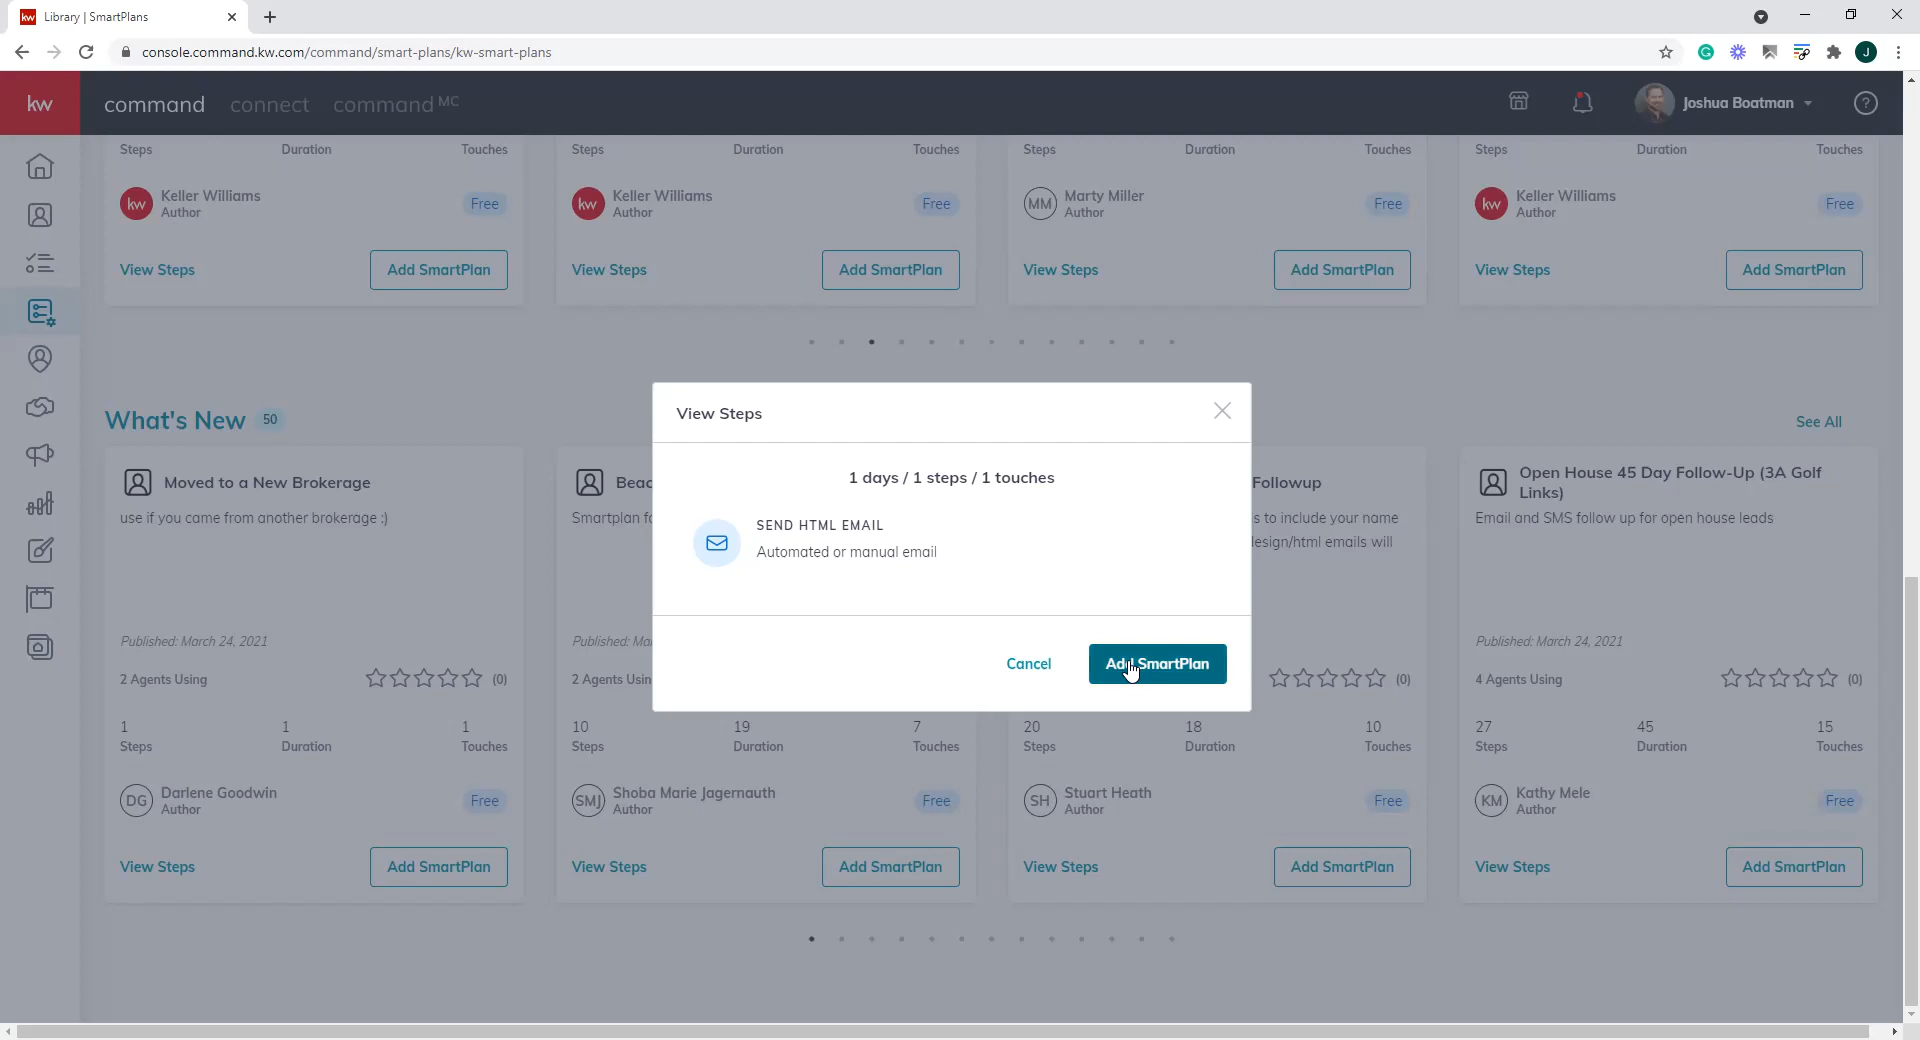 kw Library | SmartPlans
console.command.kw.com/command/smart-plans/kw-smart-plans
J
kw command connect command MC
Joshua Boatman
?
Steps Duration Touches
Steps Duration Touches
Steps Duration Touches
Steps Duration Touches
kw Keller Williams
Author
Free
kw Keller Williams
Author
Free
MM Marty Miller
Author
Free
kw Keller Williams
Author
Free
View Steps Add SmartPlan
View Steps Add SmartPlan
View Steps Add SmartPlan
View Steps Add SmartPlan
What's New 50
See All
View Steps
1 days / 1 steps / 1 touches
SEND HTML EMAIL
Automated or manual email
Cancel Add SmartPlan
Moved to a New Brokerage
use if you came from another brokerage :)
Published: March 24, 2021
2 Agents Using (0)
1 1 1
Steps Duration Touches
DG Darlene Goodwin
Author
Free
View Steps Add SmartPlan
Beac
Smartplan fo
Published: Ma
2 Agents Usin
10 19 7
Steps Duration Touches
SMJ Shoba Marie Jagernauth
Author
Free
View Steps Add SmartPlan
Followup
s to include your name
design/html emails will
(0)
20 18 10
Steps Duration Touches
SH Stuart Heath
Author
Free
View Steps Add SmartPlan
Open House 45 Day Follow-Up (3A Golf
Links)
Email and SMS follow up for open house leads
Published: March 24, 2021
4 Agents Using (0)
27 45 15
Steps Duration Touches
KM Kathy Mele
Author
Free
View Steps Add SmartPlan